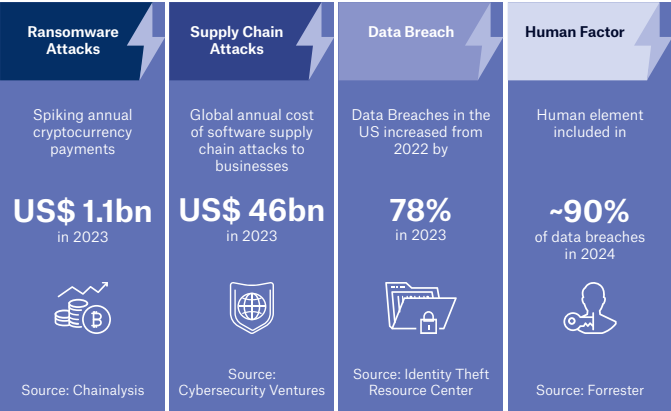 Ransomware
Attacks
Spiking annual
cryptocurrency
payments
US$ 1.1bn
in 2023
Source: Chainalysis
Supply Chain
Attacks
Global annual cost
of software supply
chain attacks to
businesses
US$ 46bn
in 2023
Source:
Cybersecurity Ventures
Data Breach
Data Breaches in the
US increased from
2022 by
78%
in 2023
Source: Identity Theft
Resource Center
Human Factor
Human element
included in
~90%
of data breaches
in 2024
Source: Forrester